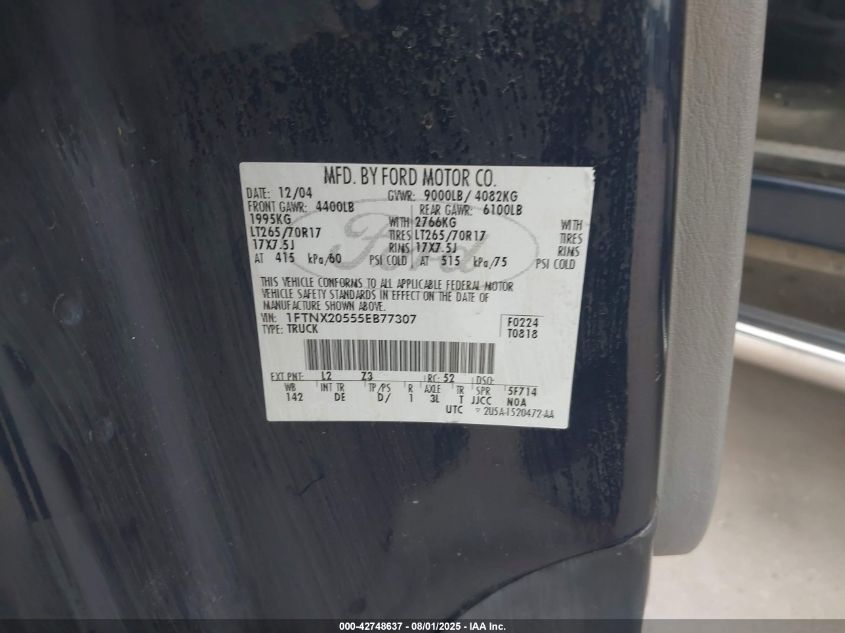 MFD. BY FORD MOTOR CO.
DATE: 12/04 GVWR: 9000LB/ 4082KG
FRONT GAWR: 4400LB REAR GAWR: 6100LB
1995KG WITH 2766KG WITH
LT265/70R17 TIRES LT265/70R17 TIRES
17X7.5J RIMS 17X7.5J RIMS
AT 415 kPa/60 PSI COLD AT 515 kPa/75 PSI COLD
Ford
THIS VEHICLE CONFORMS TO ALL APPLICABLE FEDERAL MOTOR
VEHICLE SAFETY STANDARDS IN EFFECT ON THE DATE OF
MANUFACTURE SHOWN ABOVE.
VIN: 1FTNX20555EB77307 F0224
TYPE: TRUCK T0818
EXT PNT: L2 Z3 RC: 52 DSO:
WB INT TR TP/PS R AXLE TR SPR 5F714
142 DE D/ 1 3L T JJCC NOA
UTC 2U5A-1520472-AA
000-42748637 - 08/01/2025 - IAA Inc.